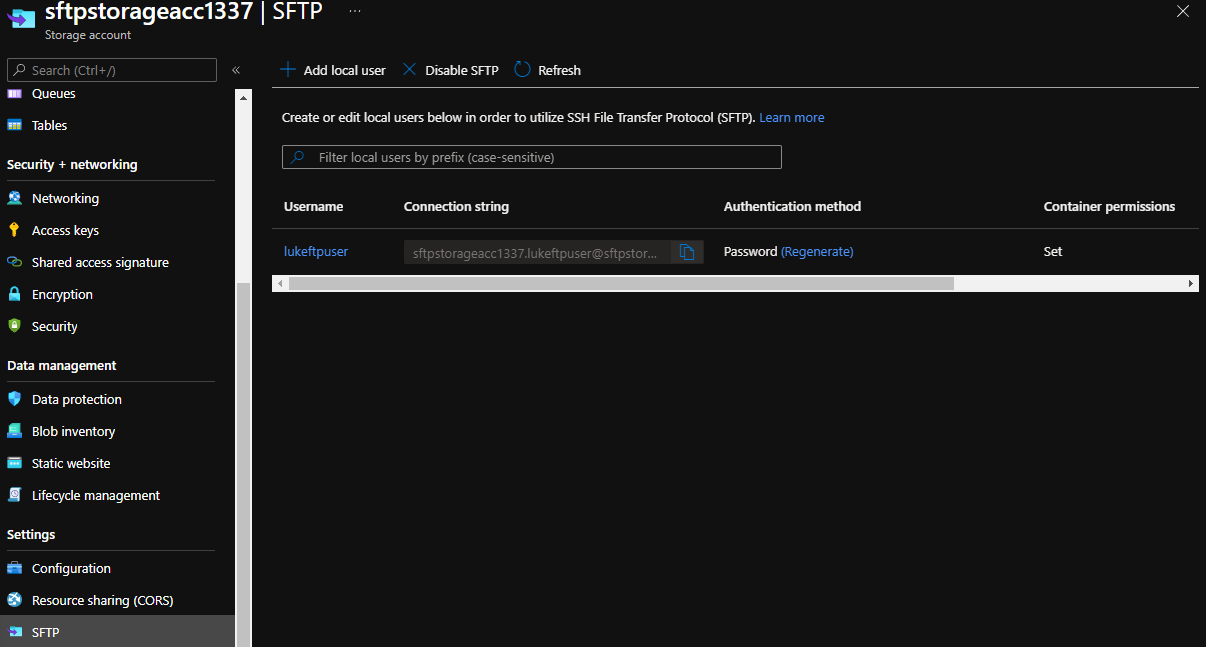 sftpstorageacc1337 | SFTP ...
Storage account
Search (Ctrl+/)
«
Queues
Tables
Security + networking
Networking
Access keys
Shared access signature
Encryption
Security
Data management
Data protection
Blob inventory
Static website
Lifecycle management
Settings
Configuration
Resource sharing (CORS)
SFTP
Add local user Disable SFTP Refresh
Create or edit local users below in order to utilize SSH File Transfer Protocol (SFTP). Learn more
Filter local users by prefix (case-sensitive)
Username Connection string Authentication method Container permissions
lukeftpuser sftpstorageacc1337.lukeftpuser@sftpstor... Password (Regenerate) Set